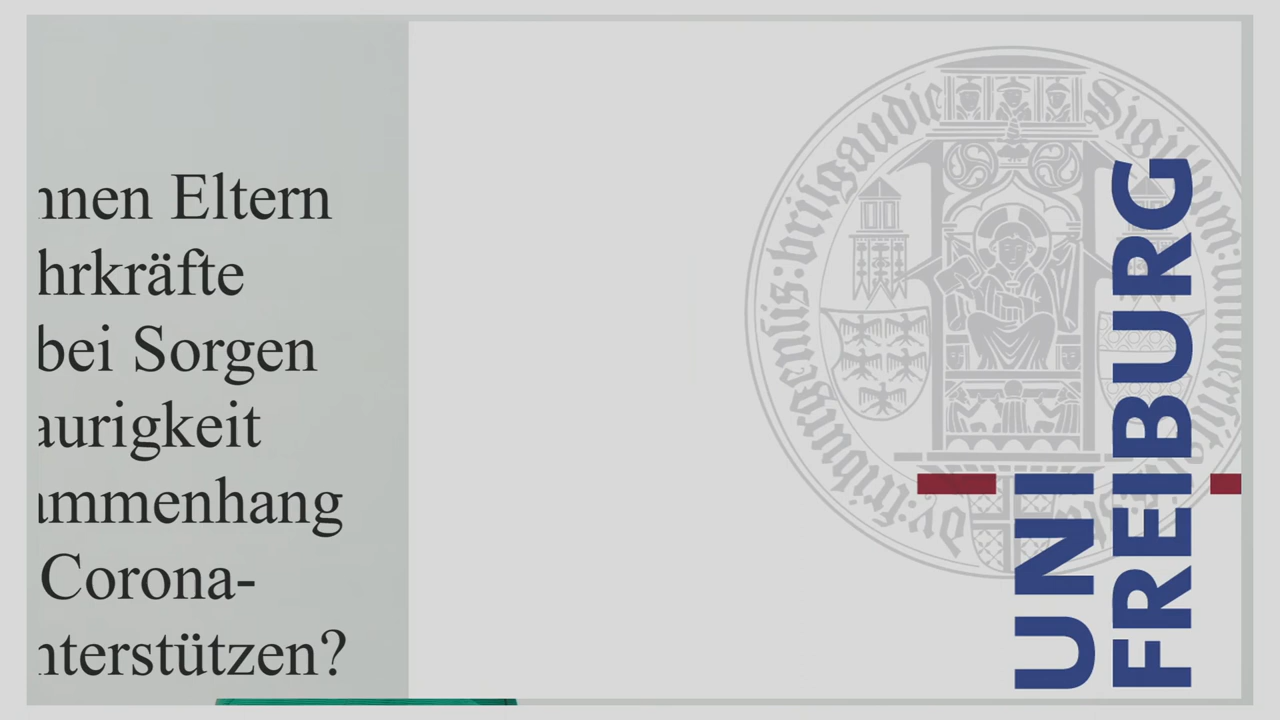 nnen Eltern
hrkräfte
bei Sorgen
aurigkeit
ammenhang
Corona-
nterstützen?
UNI
FREIBURG